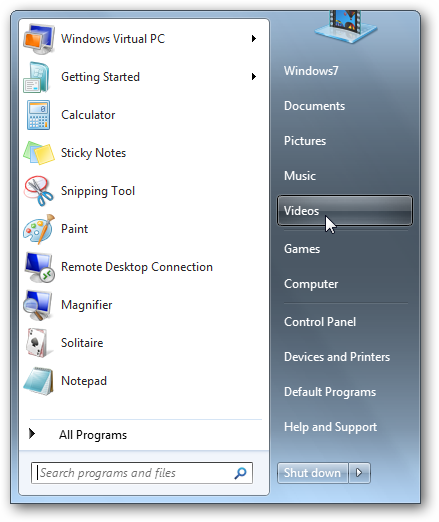 Windows Virtual PC
Getting Started
Calculator
Sticky Notes
Snipping Tool
Paint
Remote Desktop Connection
Magnifier
Solitaire
Notepad
All Programs
Search programs and files
Windows7
Documents
Pictures
Music
Videos
Games
Computer
Control Panel
Devices and Printers
Default Programs
Help and Support
Shut down